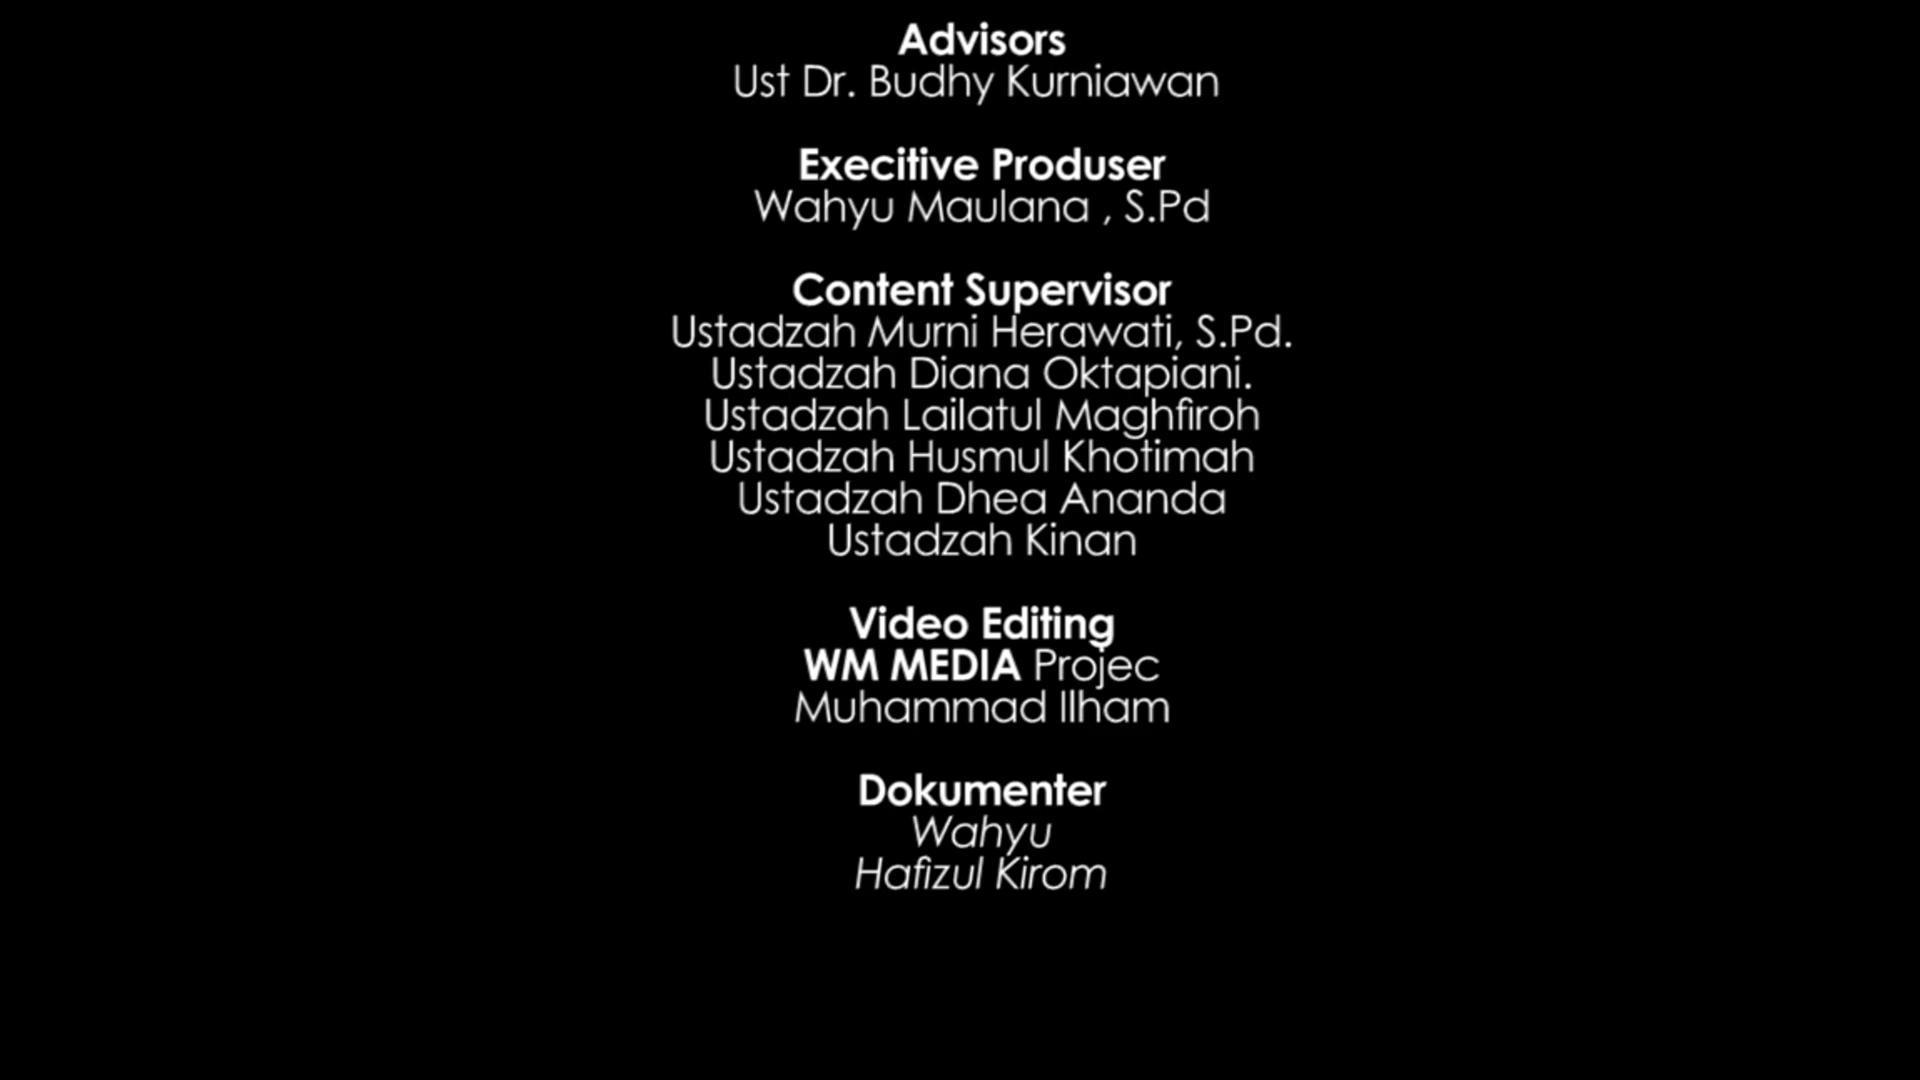 Advisors
Ust Dr. Budhy Kurniawan
Execitive Produser
Wahyu Maulana , S.Pd
Content Supervisor
Ustadzah Murni Herawati, S.Pd.
Ustadzah Diana Oktapiani.
Ustadzah Lailatul Maghfiroh
Ustadzah Husmul Khotimah
Ustadzah Dhea Ananda
Ustadzah Kinan
Video Editing
WM MEDIA Projec
Muhammad Ilham
Dokumenter
Wahyu
Hafizul Kirom